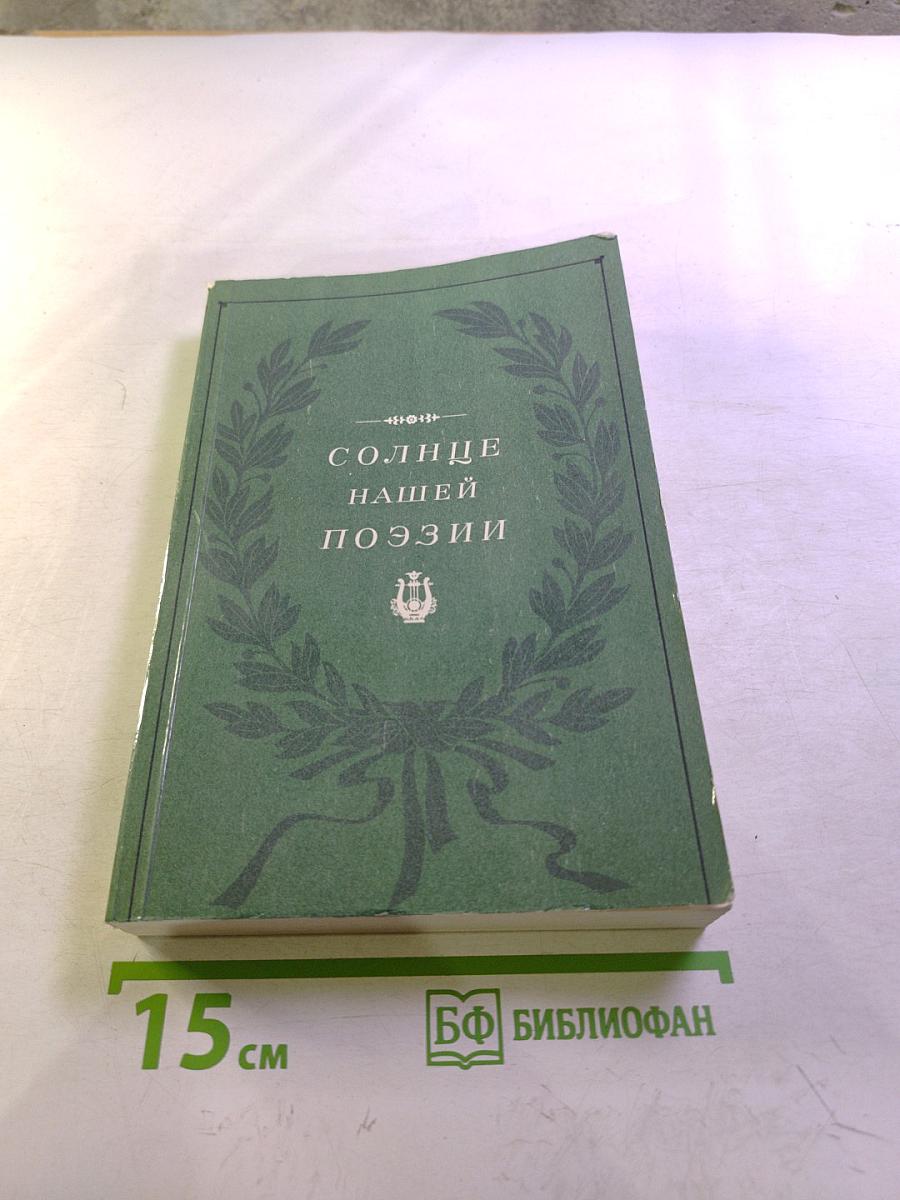 СОЛНЦЕ
НАШЕЙ
ПОЭЗИИ
15 см
БФ БИБЛИОФАН